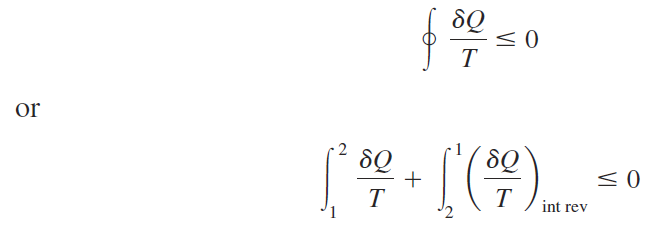 ∮ δQ/T ≤ 0
or
∫₁² δQ/T + ∫₂¹ (δQ/T)int rev ≤ 0